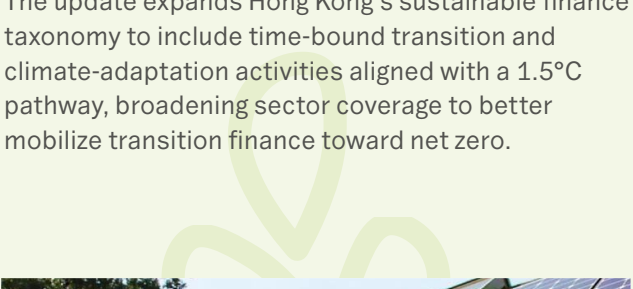 The update expands Hong Kong's sustainable finance
taxonomy to include time-bound transition and
climate-adaptation activities aligned with a 1.5°C
pathway, broadening sector coverage to better
mobilize transition finance toward net zero.